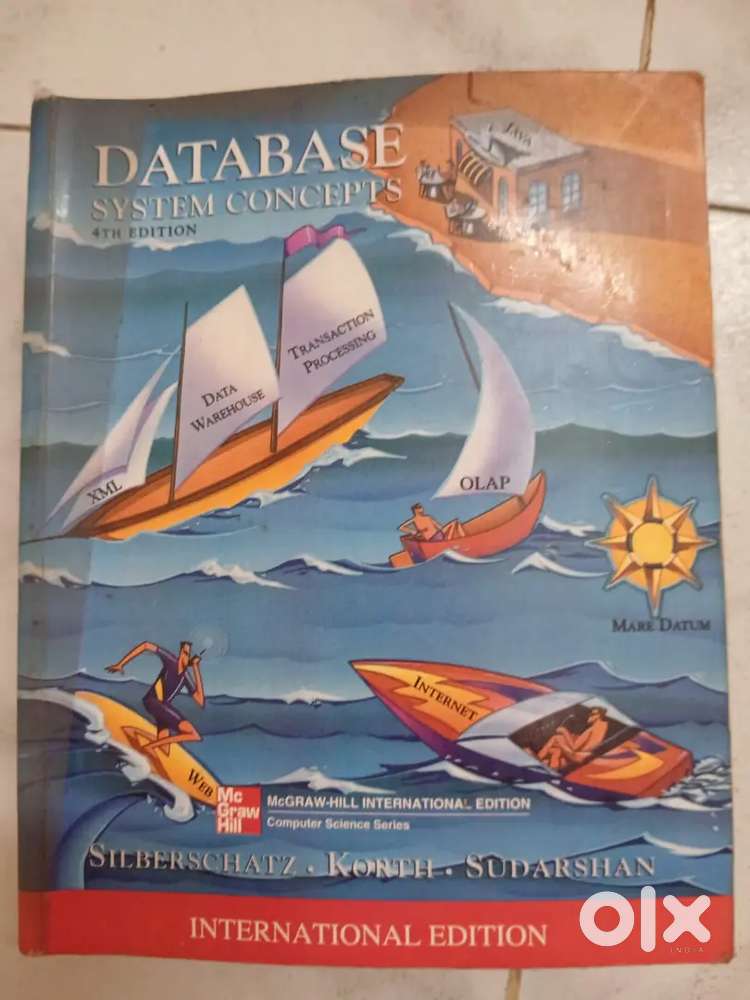 DATABASE
SYSTEM CONCEPTS
4TH EDITION
JAVA
TRANSACTION
PROCESSING
DATA
WAREHOUSE
XML
OLAP
MARE DATUM
INTERNET
WEB
Mc
Graw
Hill
McGRAW-HILL INTERNATIONAL EDITION
Computer Science Series
SILBERSCHATZ · KORTH · SUDARSHAN
INTERNATIONAL EDITION
olx
INDIA